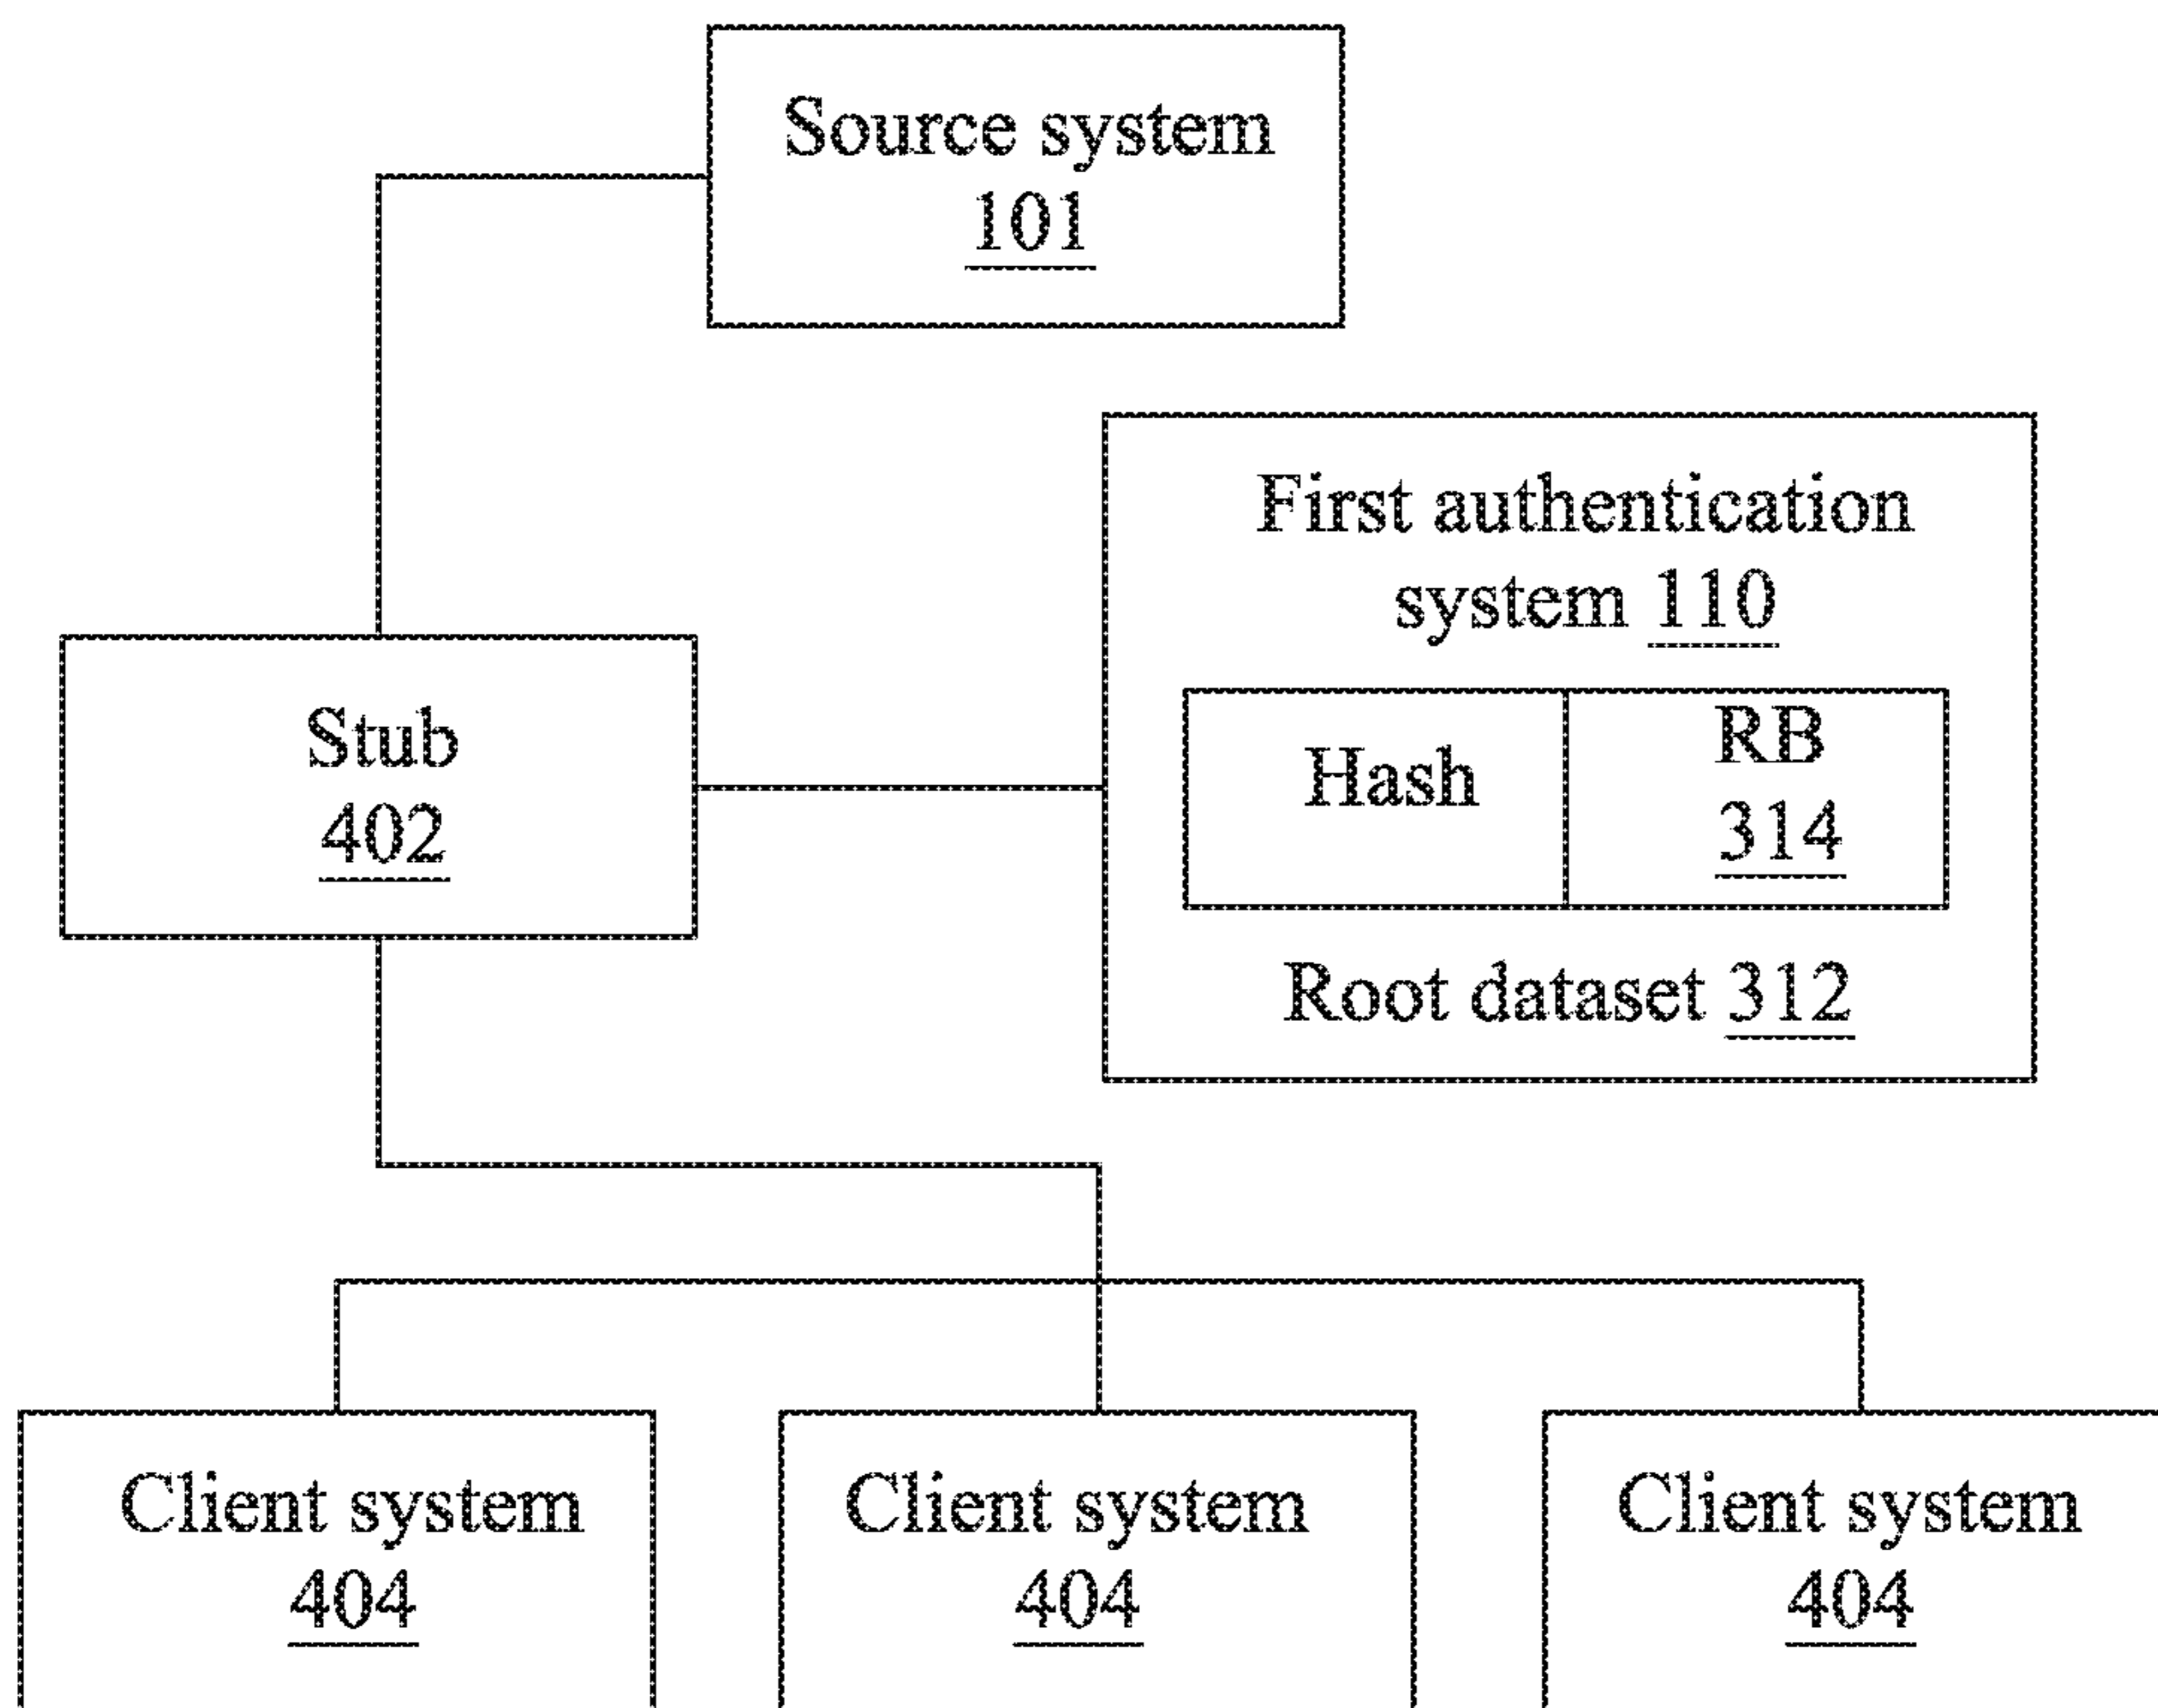 Source system
101
First authentication
system 110
Stub
402
Hash
RB
314
Root dataset 312
Client system
404
Client system
404
Client system
404